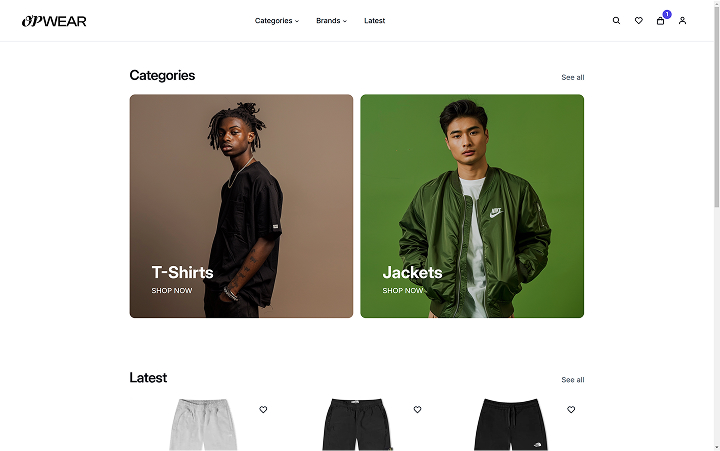 OPWEAR
Categories
Brands
Latest
1
Categories
See all
T-Shirts
SHOP NOW
Jackets
SHOP NOW
Latest
See all